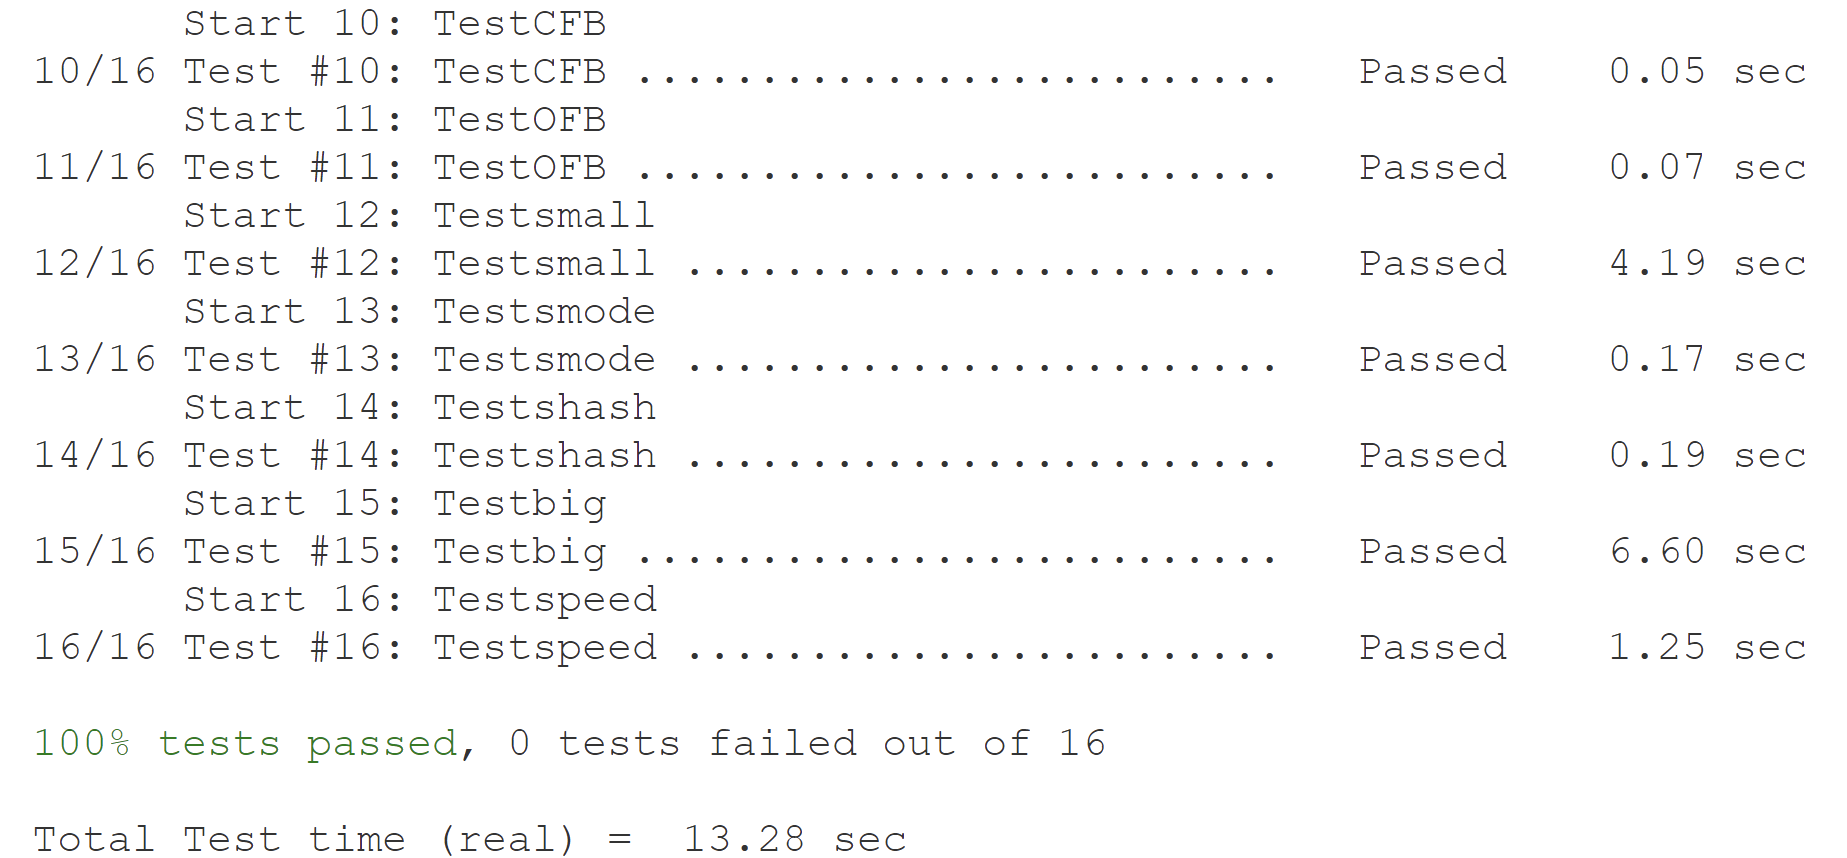 Start 10: TestCFB
10/16 Test #10: TestCFB ..........................   Passed    0.05 sec
      Start 11: TestOFB
11/16 Test #11: TestOFB ..........................   Passed    0.07 sec
      Start 12: Testsmall
12/16 Test #12: Testsmall ........................   Passed    4.19 sec
      Start 13: Testsmode
13/16 Test #13: Testsmode ........................   Passed    0.17 sec
      Start 14: Testshash
14/16 Test #14: Testshash ........................   Passed    0.19 sec
      Start 15: Testbig
15/16 Test #15: Testbig ..........................   Passed    6.60 sec
      Start 16: Testspeed
16/16 Test #16: Testspeed ........................   Passed    1.25 sec

100% tests passed, 0 tests failed out of 16

Total Test time (real) =  13.28 sec